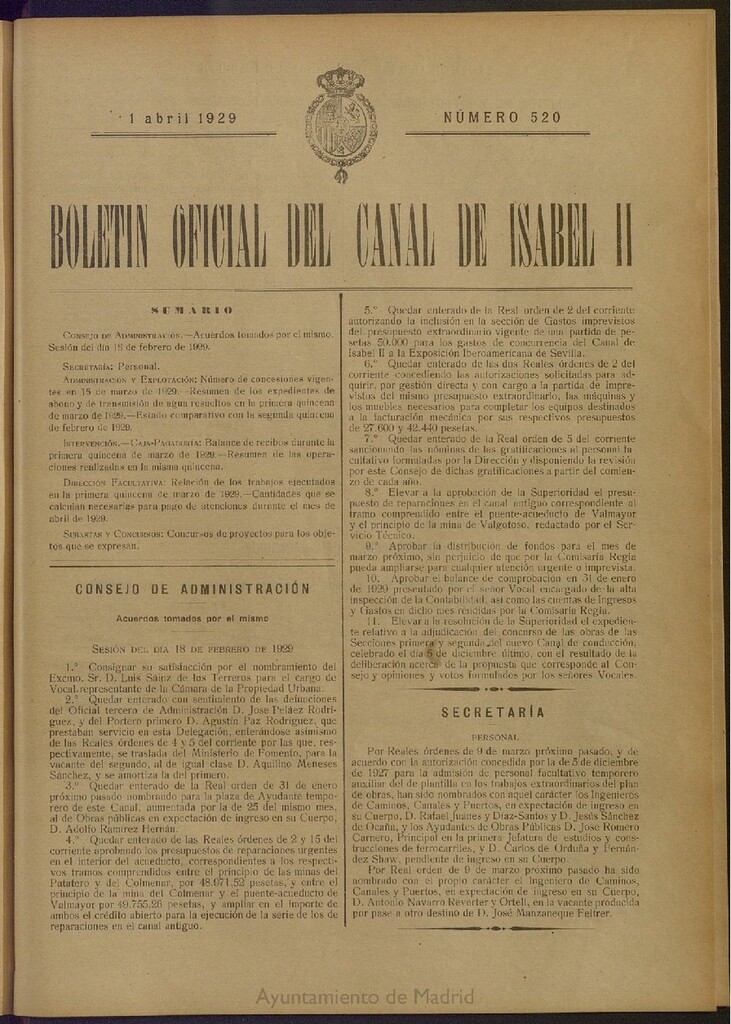 1 abril 1929
NÚMERO 520
BOLETIN OFICIAL DEL CANAL DE ISABEL II
SUMARIO
CONSEJO DE ADMINISTRACIÓN.—Acuerdos tomados por el mismo.
Sesión del día 18 de febrero de 1929.
SECRETARÍA: Personal.
ADMINISTRACIÓN Y EXPLOTACIÓN: Número de concesiones vigen-
tes en 15 de marzo de 1929.—Resumen de los expedientes de
abono y de transmisión de agua resueltos en la primera quincena
de marzo de 1929.—Estado comparativo con la segunda quincena
de febrero de 1929.
INTERVENCIÓN.—CAJA-PAGADURÍA: Balance de recibos durante la
primera quincena de marzo de 1929.—Resumen de las opera-
ciones realizadas en la misma quincena.
DIRECCIÓN FACULTATIVA: Relación de los trabajos ejecutados
en la primera quincena de marzo de 1929.—Cantidades que se
calculan necesarias para pago de atenciones durante el mes de
abril de 1929.
SUBASTAS Y CONCURSOS: Concursos de proyectos para los obje-
tos que se expresan.
CONSEJO DE ADMINISTRACIÓN
Acuerdos tomados por el mismo
SESIÓN DEL DÍA 18 DE FEBRERO DE 1929
1.º Consignar su satisfacción por el nombramiento del
Excmo. Sr. D. Luis Sáinz de los Terreros para el cargo de
Vocal representante de la Cámara de la Propiedad Urbana.
2.º Quedar enterado con sentimiento de las defunciones
del Oficial tercero de Administración D. José Peláez Rodrí-
guez, y del Portero primero D. Agustín Paz Rodríguez, que
prestaban servicio en esta Delegación, enterándose asimismo
de las Reales órdenes de 4 y 5 del corriente por las que, res-
pectivamente, se traslada del Ministerio de Fomento, para la
vacante del segundo, al de igual clase D. Aquilino Meneses
Sánchez, y se amortiza la del primero.
3.º Quedar enterado de la Real orden de 31 de enero
próximo pasado nombrando para la plaza de Ayudante tempo-
rero de este Canal, aumentada por la de 25 del mismo mes,
al de Obras públicas en expectación de ingreso en su Cuerpo,
D. Adolfo Ramírez Hernán.
4.º Quedar enterado de las Reales órdenes de 2 y 15 del
corriente aprobando los presupuestos de reparaciones urgentes
en el interior del acueducto, correspondientes a los respecti-
vos tramos comprendidos entre el principio de las minas del
Patatero y del Colmenar, por 48.971,52 pesetas, y entre el
principio de la mina del Colmenar y el puente-acueducto de
Valmayor por 49.755,26 pesetas, y ampliar en el importe de
ambos el crédito abierto para la ejecución de la serie de los de
reparaciones en el canal antiguo.
5.º Quedar enterado de la Real orden de 2 del corriente
autorizando la inclusión en la sección de Gastos imprevistos
del presupuesto extraordinario vigente de una partida de pe-
setas 50.000 para los gastos de concurrencia del Canal de
Isabel II a la Exposición Iberoamericana de Sevilla.
6.º Quedar enterado de las dos Reales órdenes de 2 del
corriente concediendo las autorizaciones solicitadas para ad-
quirir, por gestión directa y con cargo a la partida de impre-
vistos del mismo presupuesto extraordinario, las máquinas y
los muebles necesarios para completar los equipos destinados
a la facturación mecánica por sus respectivos presupuestos
de 27.600 y 42.440 pesetas.
7.º Quedar enterado de la Real orden de 5 del corriente
sancionando las nóminas de las gratificaciones al personal fa-
cultativo formuladas por la Dirección y disponiendo la revisión
por este Consejo de dichas gratificaciones a partir del comien-
zo de cada año.
8.º Elevar a la aprobación de la Superioridad el presu-
puesto de reparaciones en el canal antiguo correspondiente al
tramo comprendido entre el puente-acueducto de Valmayor
y el principio de la mina de Valgotoso, redactado por el Ser-
vicio Técnico.
9.º Aprobar la distribución de fondos para el mes de
marzo próximo, sin perjuicio de que por la Comisaría Regia
pueda ampliarse para cualquier atención urgente o imprevista.
10. Aprobar el balance de comprobación en 31 de enero
de 1929 presentado por el señor Vocal encargado de la alta
inspección de la Contabilidad, así como las cuentas de Ingresos
y Gastos en dicho mes rendidas por la Comisaría Regia.
11. Elevar a la resolución de la Superioridad el expedien-
te relativo a la adjudicación del concurso de las obras de las
Secciones primera y segunda del nuevo Canal de conducción,
celebrado el día 5 de diciembre último, con el resultado de la
deliberación acerca de la propuesta que corresponde al Con-
sejo y opiniones y votos formulados por los señores Vocales.
SECRETARÍA
PERSONAL
Por Reales órdenes de 9 de marzo próximo pasado, y de
acuerdo con la autorización concedida por la de 5 de diciembre
de 1927 para la admisión de personal facultativo temporero
auxiliar del de plantilla en los trabajos extraordinarios del plan
de obras, han sido nombrados con aquel carácter los Ingenieros
de Caminos, Canales y Puertos, en expectación de ingreso en
su Cuerpo, D. Rafael Juanes y Díaz-Santos y D. Jesús Sánchez
de Ocaña, y los Ayudantes de Obras Públicas D. José Romero
Carnero, Principal en la primera Jefatura de estudios y cons-
trucciones de ferrocarriles, y D. Carlos de Orduña y Fernán-
dez Shaw, pendiente de ingreso en su Cuerpo.
Por Real orden de 9 de marzo próximo pasado ha sido
nombrado con el propio carácter el Ingeniero de Caminos,
Canales y Puertos, en expectación de ingreso en su Cuerpo,
D. Antonio Navarro Reverter y Ortoll, en la vacante producida
por pase a otro destino de D. José Manzaneque Feltrer.
Ayuntamiento de Madrid